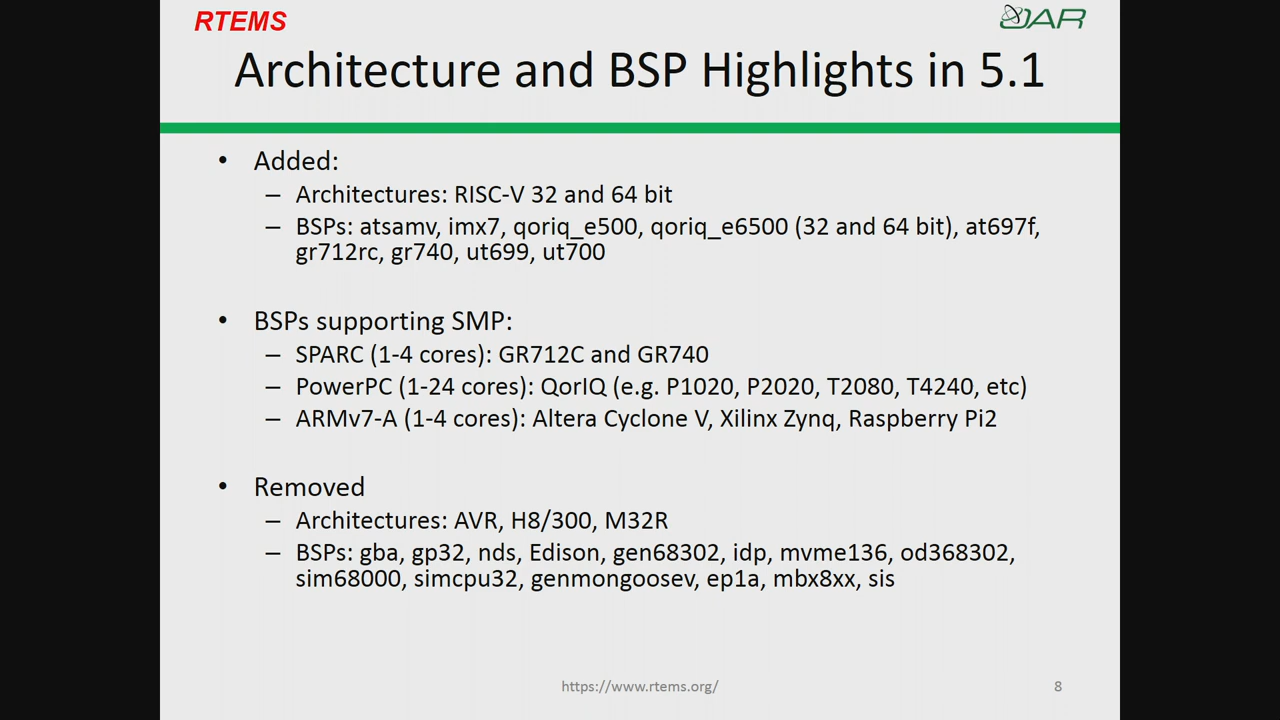 RTEMS
OAR
Architecture and BSP Highlights in 5.1
• Added:
– Architectures: RISC-V 32 and 64 bit
– BSPs: atsamv, imx7, qoriq_e500, qoriq_e6500 (32 and 64 bit), at697f,
gr712rc, gr740, ut699, ut700
• BSPs supporting SMP:
– SPARC (1-4 cores): GR712C and GR740
– PowerPC (1-24 cores): QorIQ (e.g. P1020, P2020, T2080, T4240, etc)
– ARMv7-A (1-4 cores): Altera Cyclone V, Xilinx Zynq, Raspberry Pi2
• Removed
– Architectures: AVR, H8/300, M32R
– BSPs: gba, gp32, nds, Edison, gen68302, idp, mvme136, od368302,
sim68000, simcpu32, genmongoosev, ep1a, mbx8xx, sis
https://www.rtems.org/
8